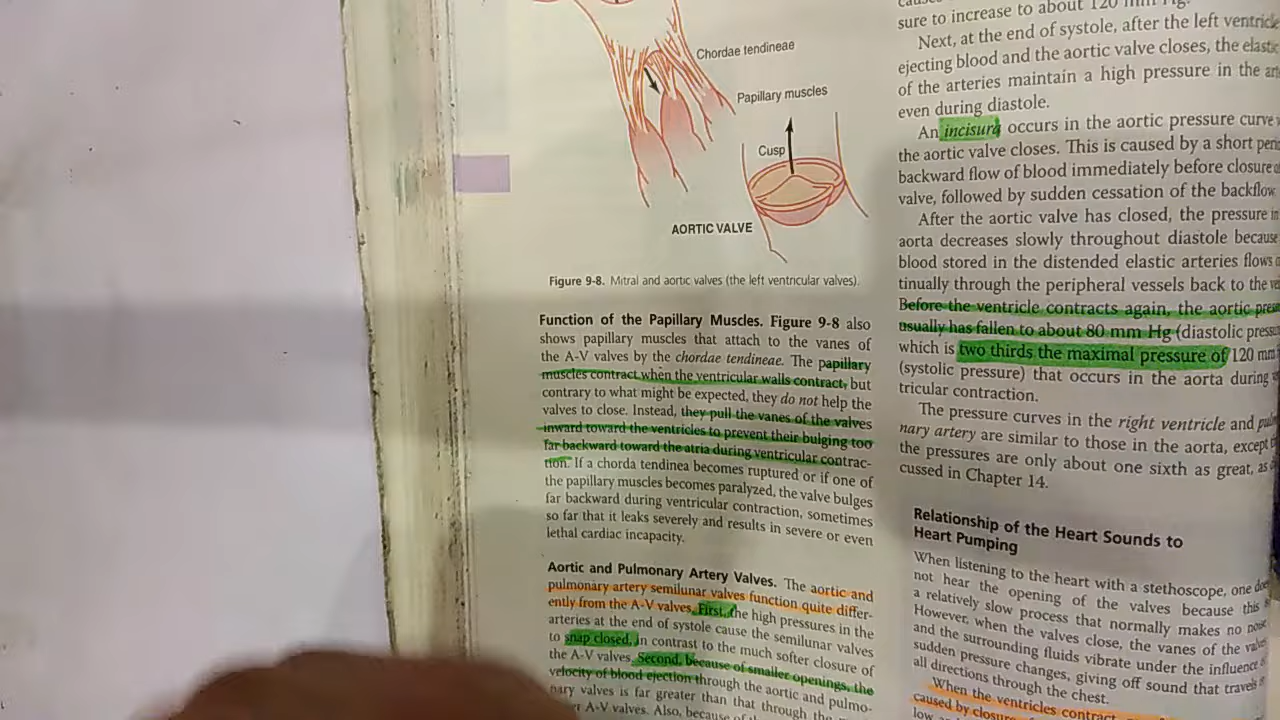 Chordae tendineae
Papillary muscles
Cusp
AORTIC VALVE
Figure 9-8. Mitral and aortic valves (the left ventricular valves).
Function of the Papillary Muscles. Figure 9-8 also
shows papillary muscles that attach to the vanes of
the A-V valves by the chordae tendineae. The papillary
muscles contract when the ventricular walls contract, but
contrary to what might be expected, they do not help the
valves to close. Instead, they pull the vanes of the valves
inward toward the ventricles to prevent their bulging too
far backward toward the atria during ventricular contrac-
tion. If a chorda tendinea becomes ruptured or if one of
the papillary muscles becomes paralyzed, the valve bulges
far backward during ventricular contraction, sometimes
so far that it leaks severely and results in severe or even
lethal cardiac incapacity.
Aortic and Pulmonary Artery Valves. The aortic and
pulmonary artery semilunar valves function quite differ-
ently from the A-V valves. First, the high pressures in the
arteries at the end of systole cause the semilunar valves
to snap closed, in contrast to the much softer closure of
the A-V valves. Second, because of smaller openings, the
velocity of blood ejection through the aortic and pulmo-
nary valves is far greater than that through the
A-V valves. Also, because of
sure to increase to about 120 mm Hg.
Next, at the end of systole, after the left
ejecting blood and the aortic valve closes, the
of the arteries maintain a high pressure in the
even during diastole.
An incisura occurs in the aortic pressure curve
the aortic valve closes. This is caused by a short
backward flow of blood immediately before closure
valve, followed by sudden cessation of the backflow
After the aortic valve has closed, the pressure in
aorta decreases slowly throughout diastole because
blood stored in the distended elastic arteries flows
tinually through the peripheral vessels back to the
Before the ventricle contracts again, the aortic
usually has fallen to about 80 mm Hg (diastolic
which is two thirds the maximal pressure of 120 mm
(systolic pressure) that occurs in the aorta during
tricular contraction.
The pressure curves in the right ventricle and
nary artery are similar to those in the aorta, except
the pressures are only about one sixth as great, as
cussed in Chapter 14.
Relationship of the Heart Sounds to
Heart Pumping
When listening to the heart with a stethoscope, one does
not hear the opening of the valves because this
a relatively slow process that normally makes no
However, when the valves close, the vanes of the
and the surrounding fluids vibrate under the influence
sudden pressure changes, giving off sound that travels
all directions through the chest.
When the ventricles contract
caused by closure
low